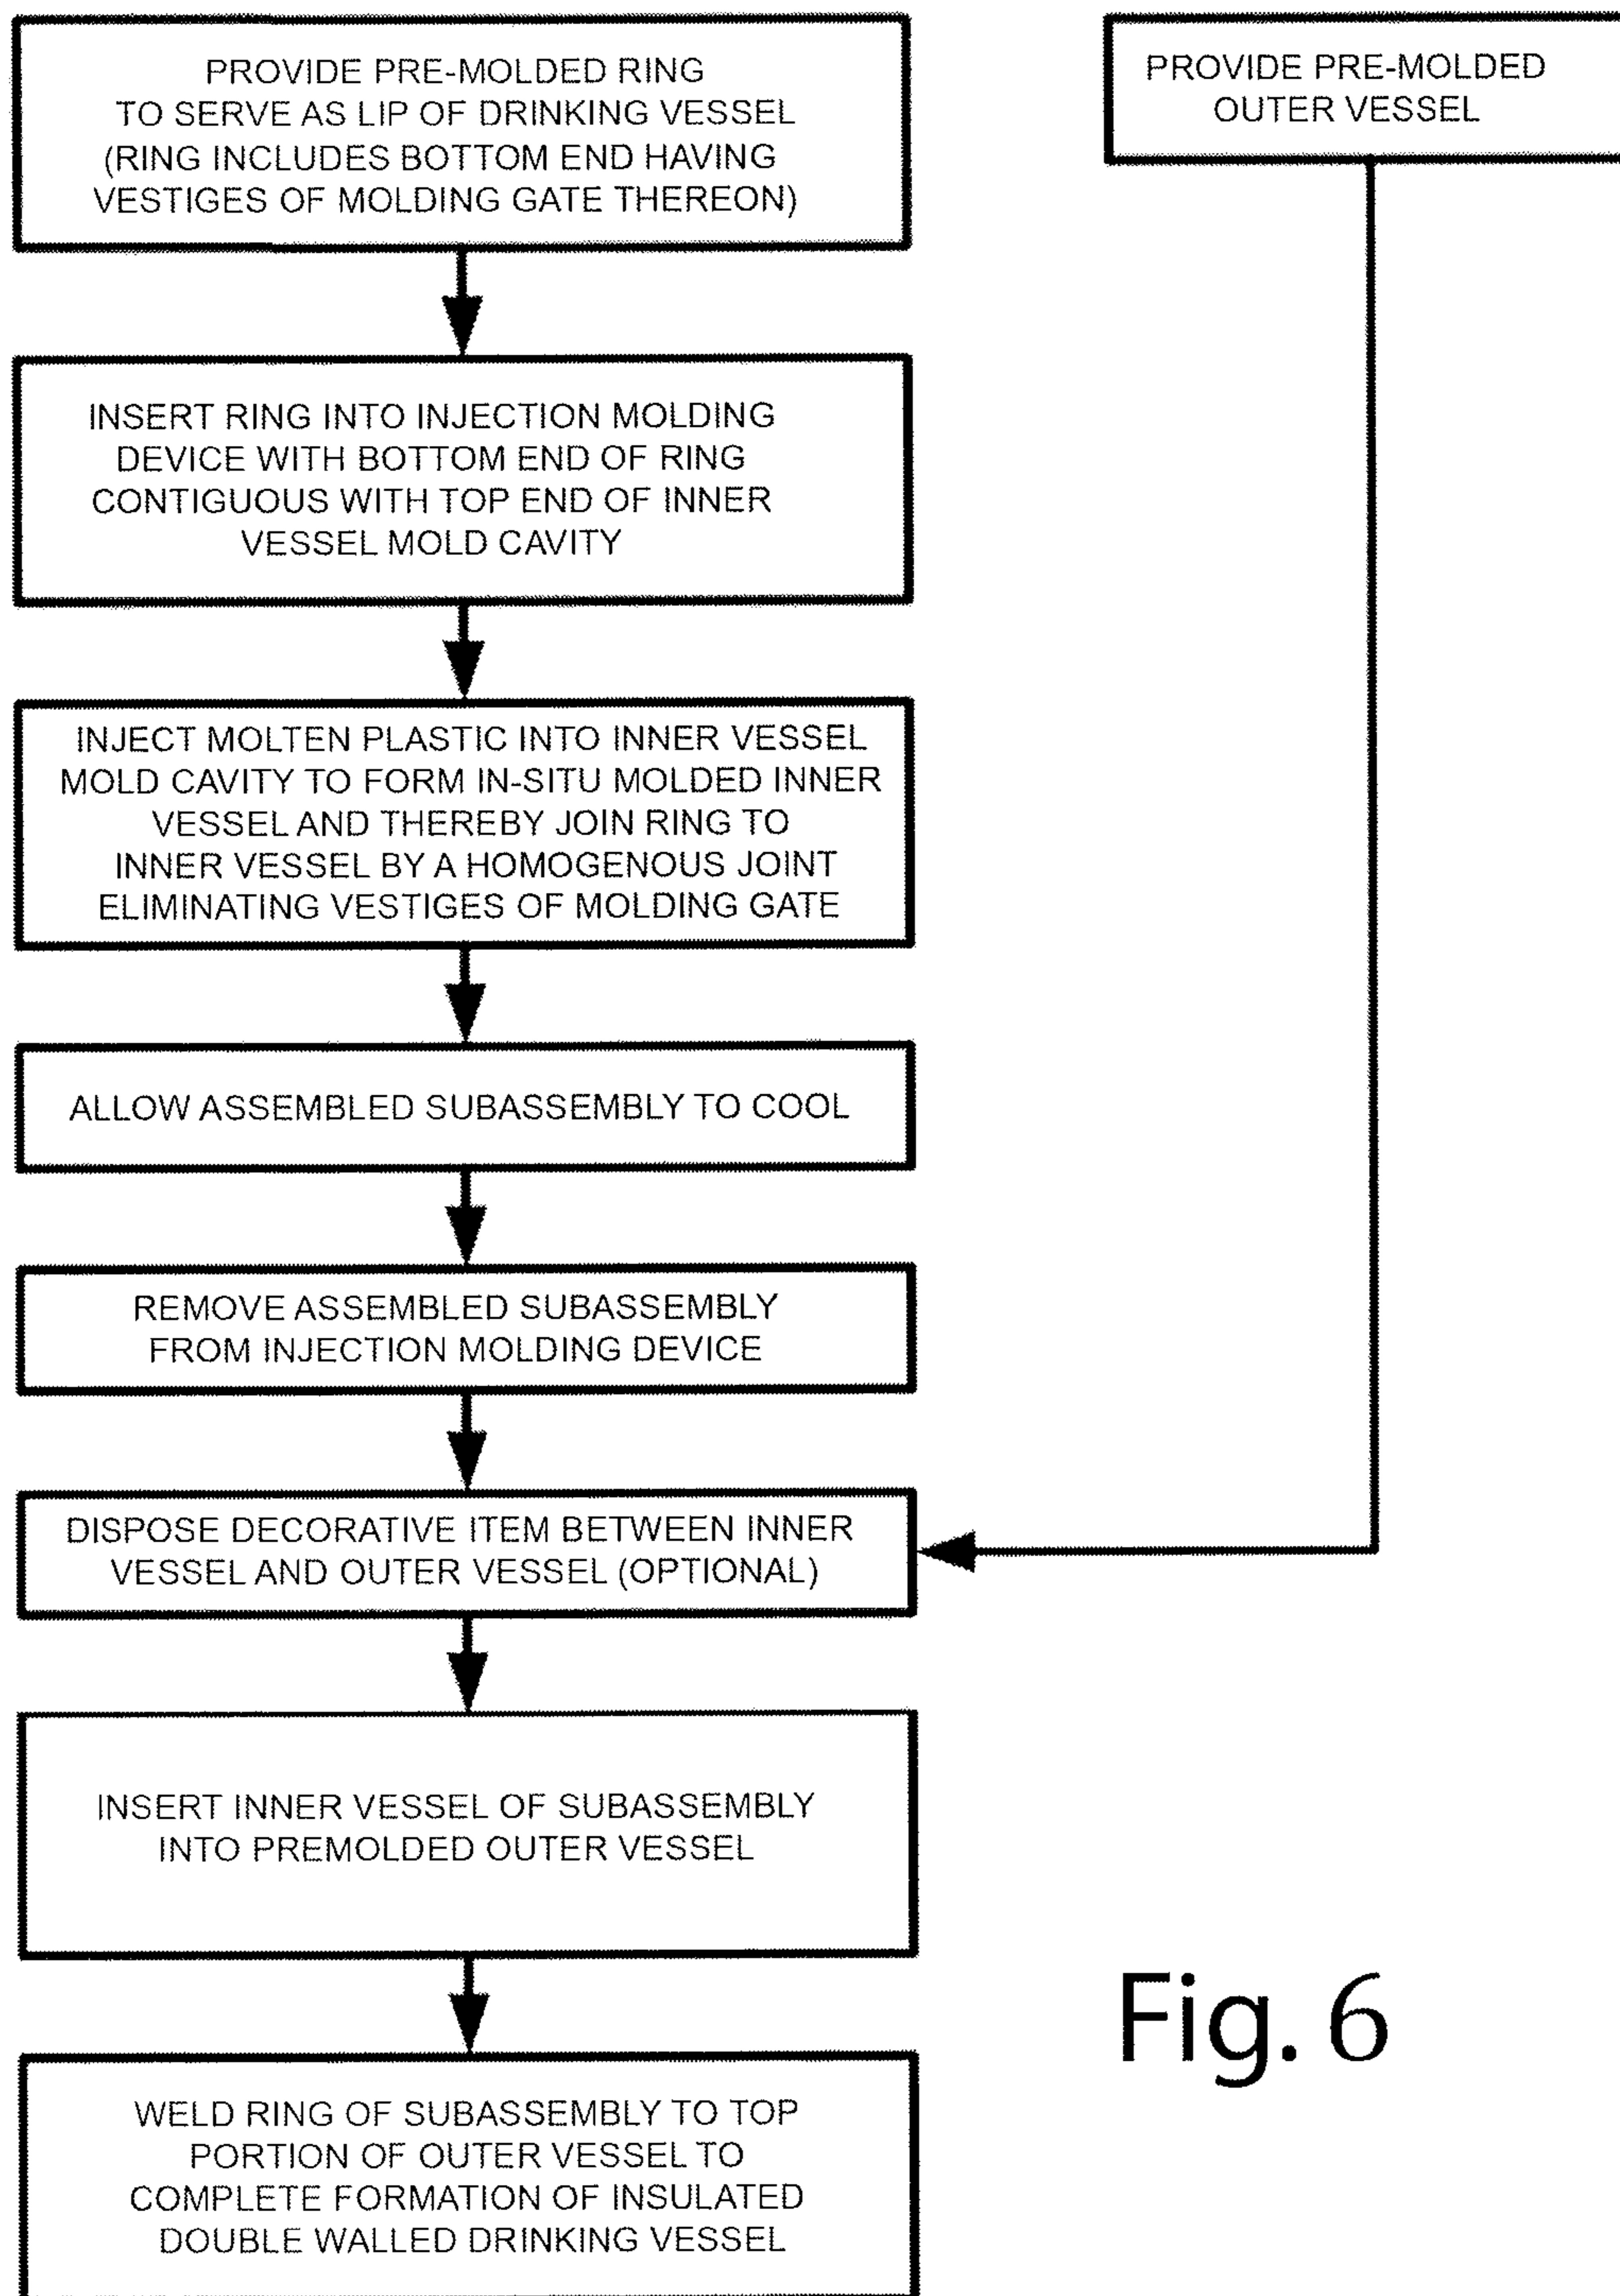 PROVIDE PRE-MOLDED RING
TO SERVE AS LIP OF DRINKING VESSEL
(RING INCLUDES BOTTOM END HAVING
VESTIGES OF MOLDING GATE THEREON)
PROVIDE PRE-MOLDED
OUTER VESSEL
INSERT RING INTO INJECTION MOLDING
DEVICE WITH BOTTOM END OF RING
CONTIGUOUS WITH TOP END OF INNER
VESSEL MOLD CAVITY
INJECT MOLTEN PLASTIC INTO INNER VESSEL
MOLD CAVITY TO FORM IN-SITU MOLDED INNER
VESSEL AND THEREBY JOIN RING TO
INNER VESSEL BY A HOMOGENOUS JOINT
ELIMINATING VESTIGES OF MOLDING GATE
ALLOW ASSEMBLED SUBASSEMBLY TO COOL
REMOVE ASSEMBLED SUBASSEMBLY
FROM INJECTION MOLDING DEVICE
DISPOSE DECORATIVE ITEM BETWEEN INNER
VESSEL AND OUTER VESSEL (OPTIONAL)
INSERT INNER VESSEL OF SUBASSEMBLY
INTO PREMOLDED OUTER VESSEL
WELD RING OF SUBASSEMBLY TO TOP
PORTION OF OUTER VESSEL TO
COMPLETE FORMATION OF INSULATED
DOUBLE WALLED DRINKING VESSEL
Fig. 6